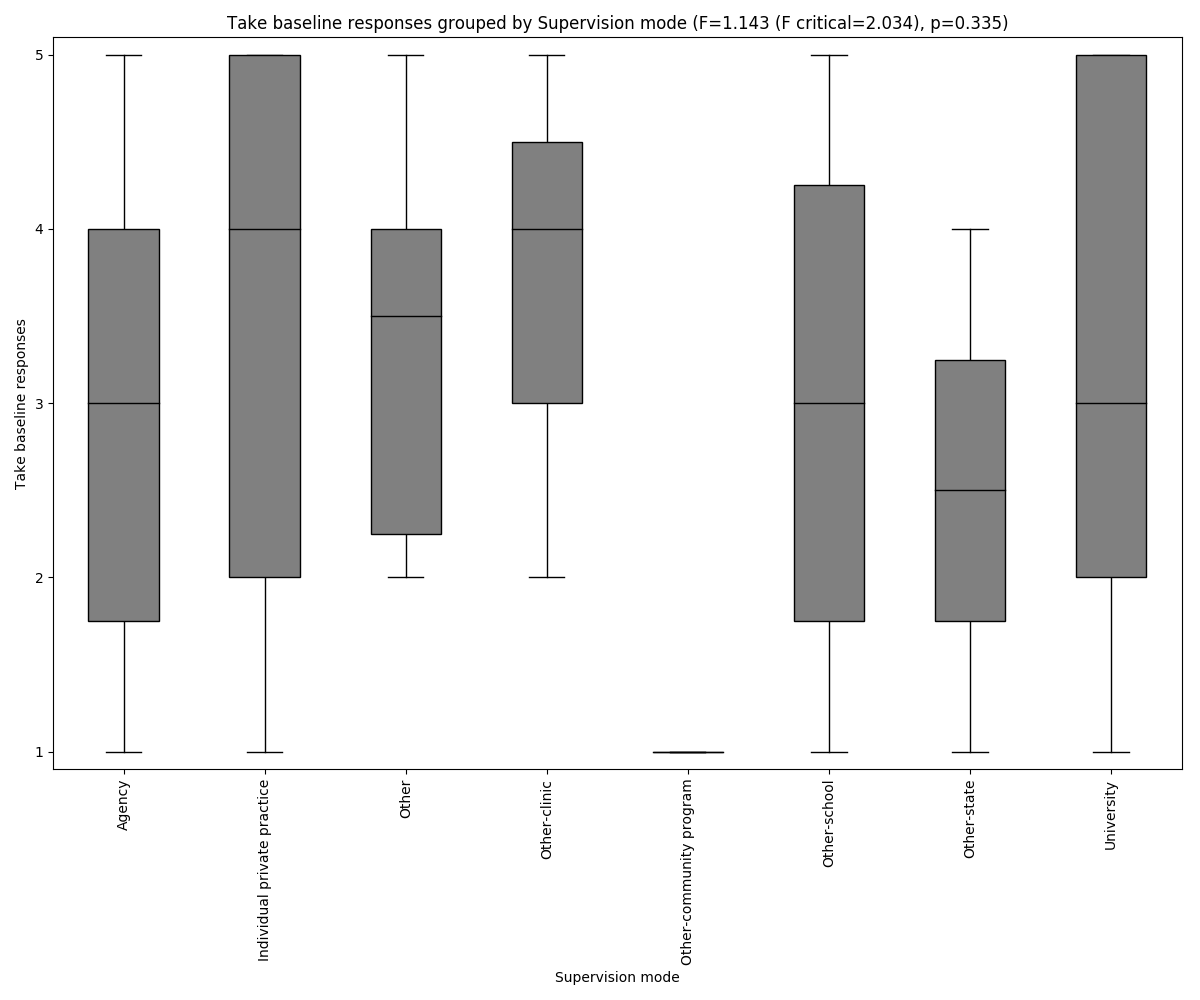 Take baseline responses grouped by Supervision mode (F=1.143 (F critical=2.034), p=0.335)
Take baseline responses
5
4
3
2
1
Agency
Individual private practice
Other
Other-clinic
Other-community program
Other-school
Other-state
University
Supervision mode